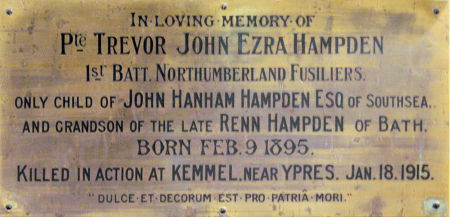 IN·LOVING·MEMORY·OF
Pte TREVOR JOHN EZRA HAMPDEN
1st BATT. NORTHUMBERLAND FUSILIERS.
ONLY CHILD OF JOHN HANHAM HAMPDEN ESQ OF SOUTHSEA.
AND GRANDSON OF THE LATE RENN HAMPDEN OF BATH.
BORN FEB. 9 1895.
KILLED IN ACTION AT KEMMEL, NEAR YPRES. JAN. 18. 1915.
"DULCE·ET·DECORUM·EST·PRO·PATRIÂ·MORI."